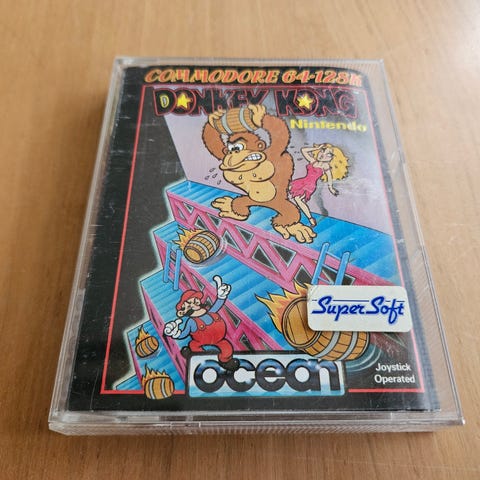 COMMODORE 64-128K
DONKEY KONG
Nintendo
Super Soft
ocean
Joystick
Operated